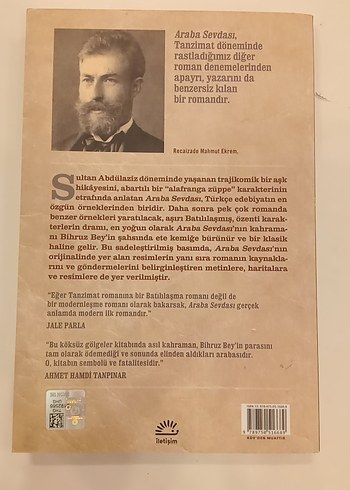 Araba Sevdası,
Tanzimat döneminde
rastladığımız diğer
roman denemelerinden
apayrı, yazarını da
benzersiz kılan
bir romandır.
Recaizade Mahmut Ekrem.
Sultan Abdülaziz döneminde yaşanan trajikomik bir aşk
hikâyesini, abartılı bir “alafranga züppe” karakterinin
etrafında anlatan Araba Sevdası, Türkçe edebiyatın en
özgün örneklerinden biridir. Daha sonra pek çok romanda
benzer örnekleri yaratılacak, aşırı Batılılaşmış, özenti karak-
terlerin dramı, en yoğun olarak Araba Sevdası’nın kahrama-
nı Bihruz Bey’in şahsında ete kemiğe bürünür ve bir klasik
haline gelir. Bu sadeleştirilmiş basımda, Araba Sevdası’nın
orijinalinde yer alan resimlerin yanı sıra romanın kaynakla-
rını ve göndermelerini belirginleştiren metinlere, haritalara
ve resimlere de yer verilmiştir.
“Eğer Tanzimat romanına bir Batılılaşma romanı değil de
bir modernleşme romanı olarak bakarsak, Araba Sevdası gerçek
anlamda modern ilk romandır.”
JALE PARLA
“Bu köksüz gölgeler kitabında asıl kahraman, Bihruz Bey’in parasını
tam olarak ödemediği ve sonunda elinden aldıkları arabasıdır.
O, kitabın sembolü ve fatalitesidir.”
AHMET HAMDİ TANPINAR
iletişim